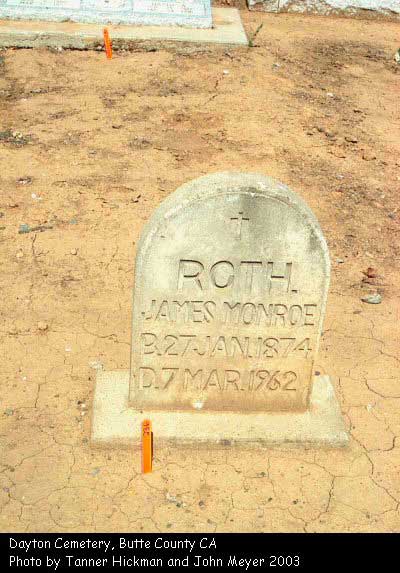 ROTH.
JAMES MONROE
B.27 JAN.1874
D.7 MAR.1962
Dayton Cemetery, Butte County CA
Photo by Tanner Hickman and John Meyer 2003